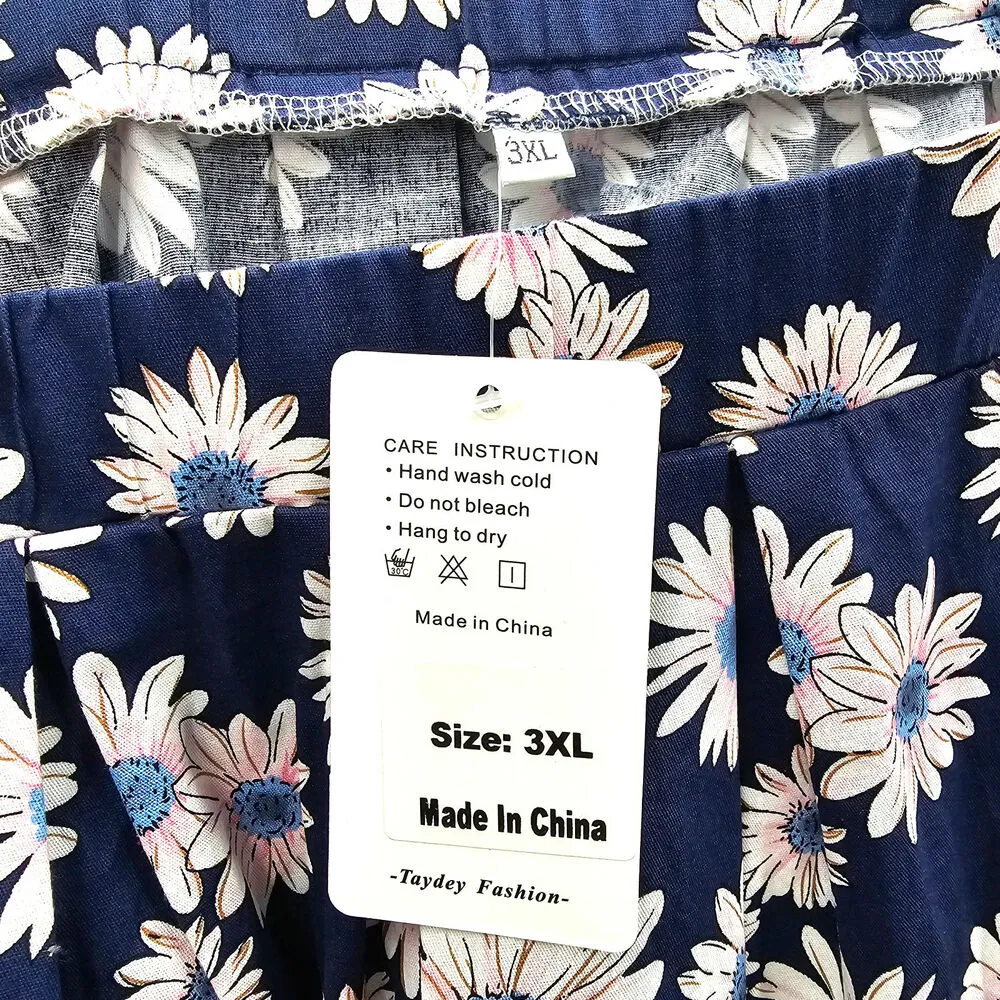 3XL
CARE INSTRUCTION
• Hand wash cold
• Do not bleach
• Hang to dry
30°C
Made in China
Size: 3XL
Made In China
-Taydey Fashion-